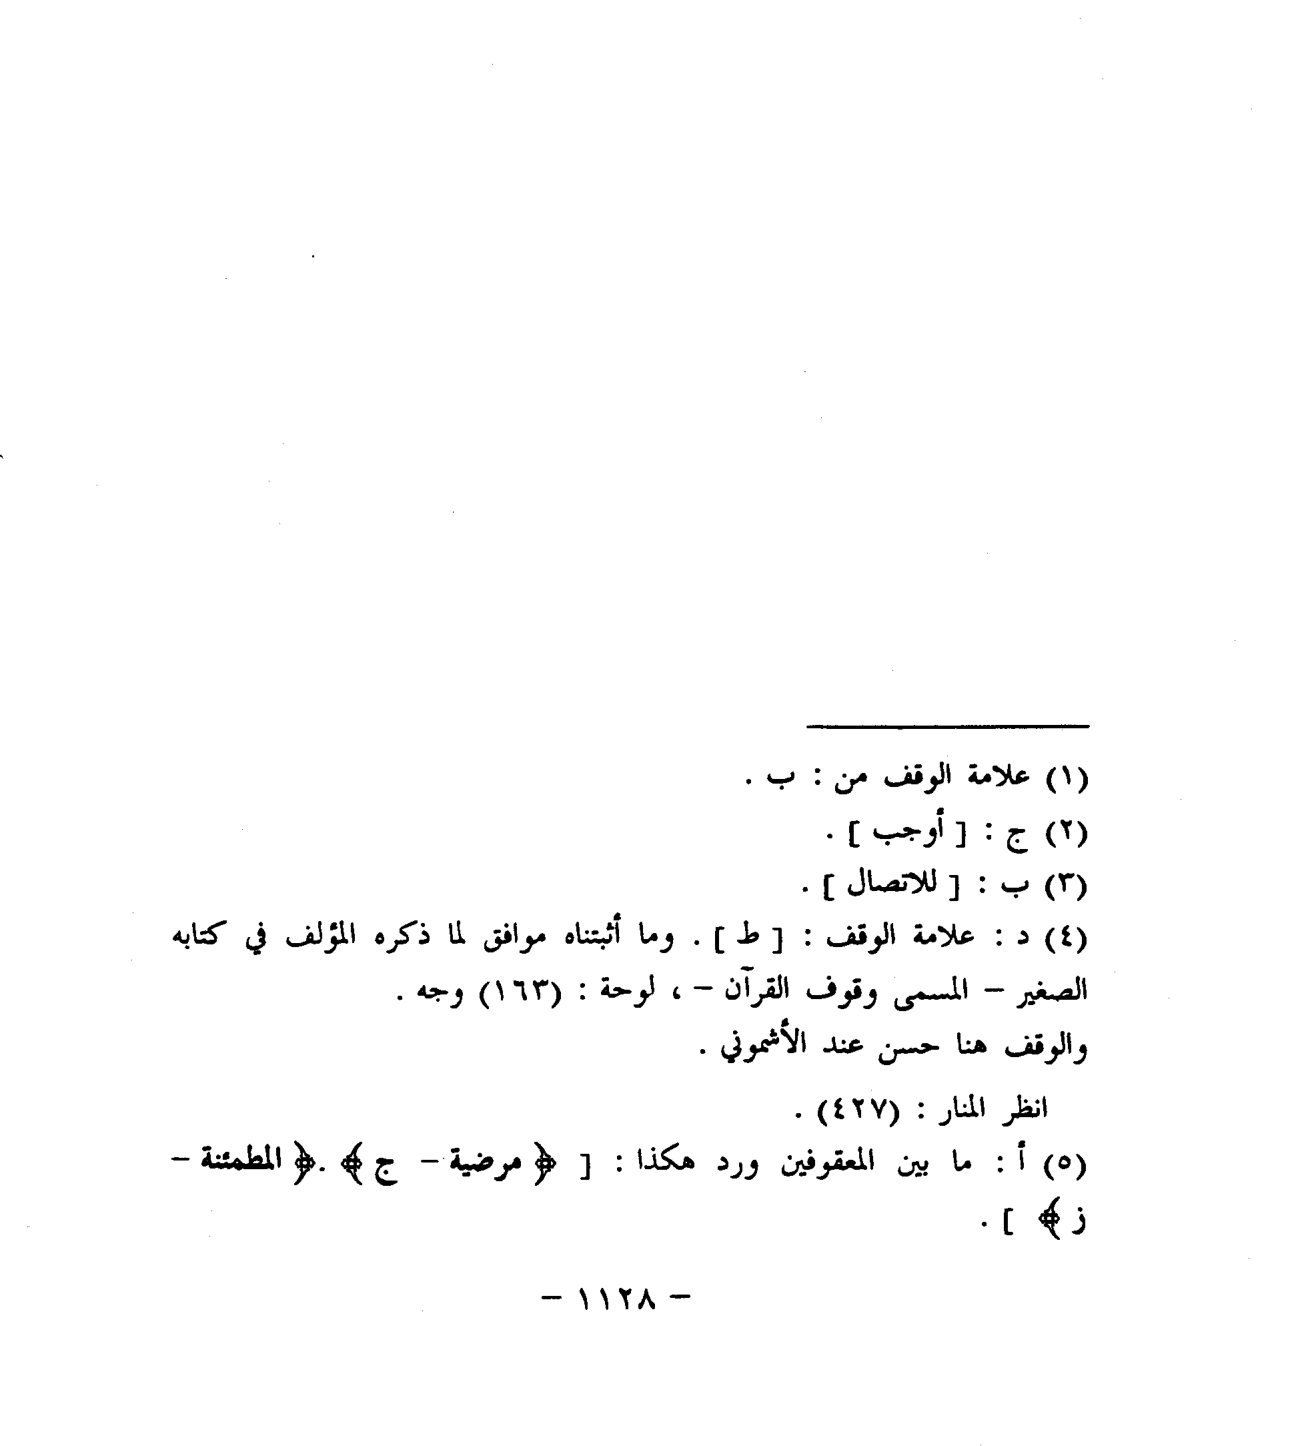 (١) علامة الوقف من : ب .
(٢) ج : [ أوجب ] .
(٣) ب : [ للاتصال ] .
(٤) د : علامة الوقف : [ ط ] . وما أثبتناه موافق لما ذكره المؤلف في كتابه
الصغير – المسمى وقوف القرآن – ، لوحة : (١٦٣) وجه .
والوقف هنا حسن عند الأشموني .
انظر المنار : (٤٢٧) .
(٥) أ : ما بين المعقوفين ورد هكذا : [ ﴿ مرضية – ج ﴾ . ﴿ المطمئنة –
ز ﴾ ] .
– ١١٢٨ –